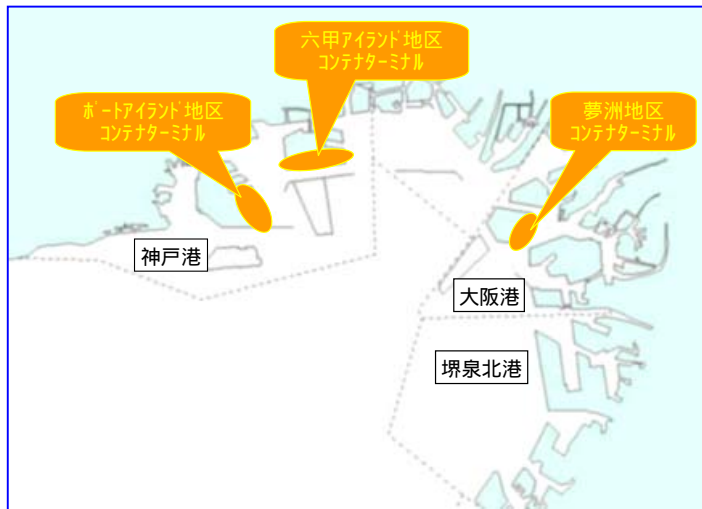 六甲アイランド地区
コンテナターミナル
ポートアイランド地区
コンテナターミナル
夢洲地区
コンテナターミナル
神戸港
大阪港
堺泉北港